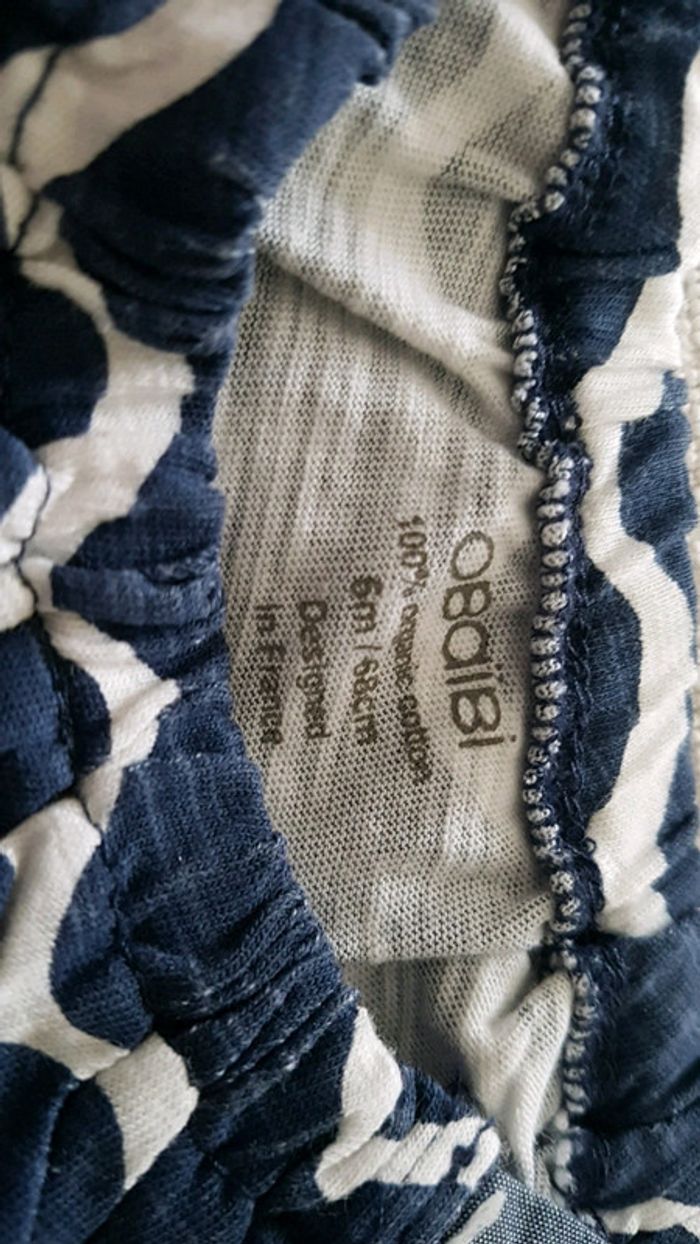 OBAÏBI
100% organic cotton
6m / 68cm
Designed
in France